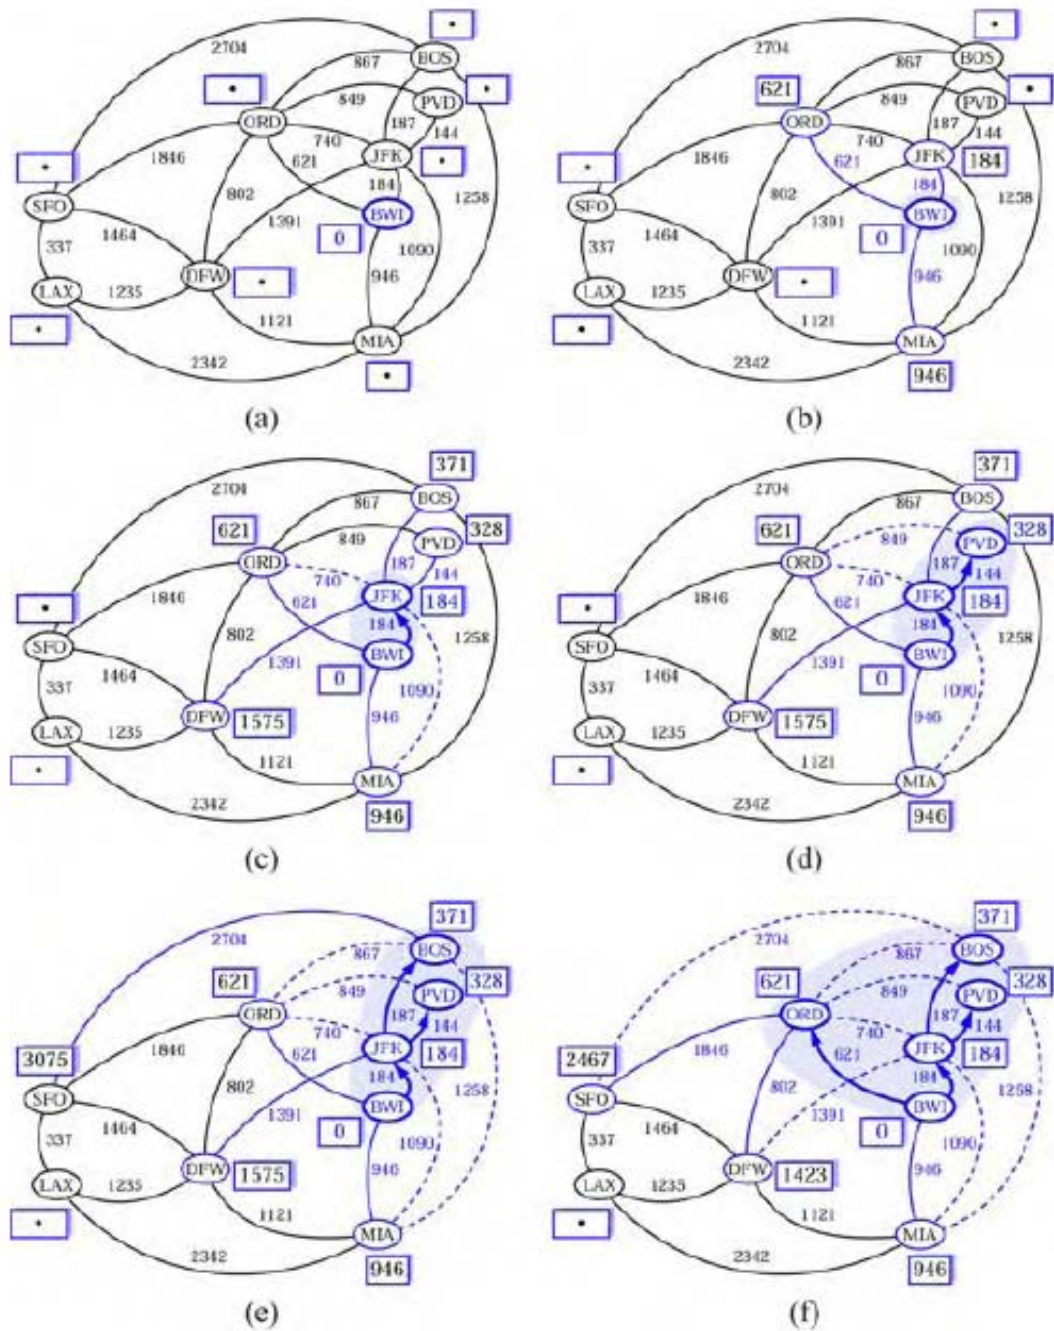 2704
BOS
867
849
PVD
ORD
187
144
740
JFK
1846
621
184
1258
SFO
802
BWI
1391
0
1464
337
1090
DFW
946
LAX
1235
1121
MIA
2342
(a)
2704
BOS
867
621
849
PVD
ORD
187
144
740
JFK
1846
621
184
184
1258
SFO
802
BWI
1391
0
1464
337
1090
DFW
946
LAX
1235
1121
MIA
2342
946
(b)
371
2704
BOS
867
621
328
849
PVD
ORD
187
144
740
JFK
184
1846
621
184
1258
SFO
802
BWI
1391
0
1464
337
1090
DFW
1575
946
LAX
1235
1121
MIA
2342
946
(c)
371
2704
BOS
867
621
328
849
PVD
ORD
187
144
740
JFK
184
1846
621
184
1258
SFO
802
BWI
1391
0
1464
337
1090
DFW
1575
946
LAX
1235
1121
MIA
2342
946
(d)
371
2704
BOS
867
621
328
849
PVD
ORD
187
144
740
JFK
184
3075
1846
621
184
1258
SFO
802
BWI
1391
0
1464
337
1090
DFW
1575
946
LAX
1235
1121
MIA
2342
946
(e)
371
2704
BOS
867
621
328
849
PVD
ORD
187
144
740
JFK
184
2467
1846
621
184
1258
SFO
802
BWI
1391
0
1464
337
1090
DFW
1423
946
LAX
1235
1121
MIA
2342
946
(f)